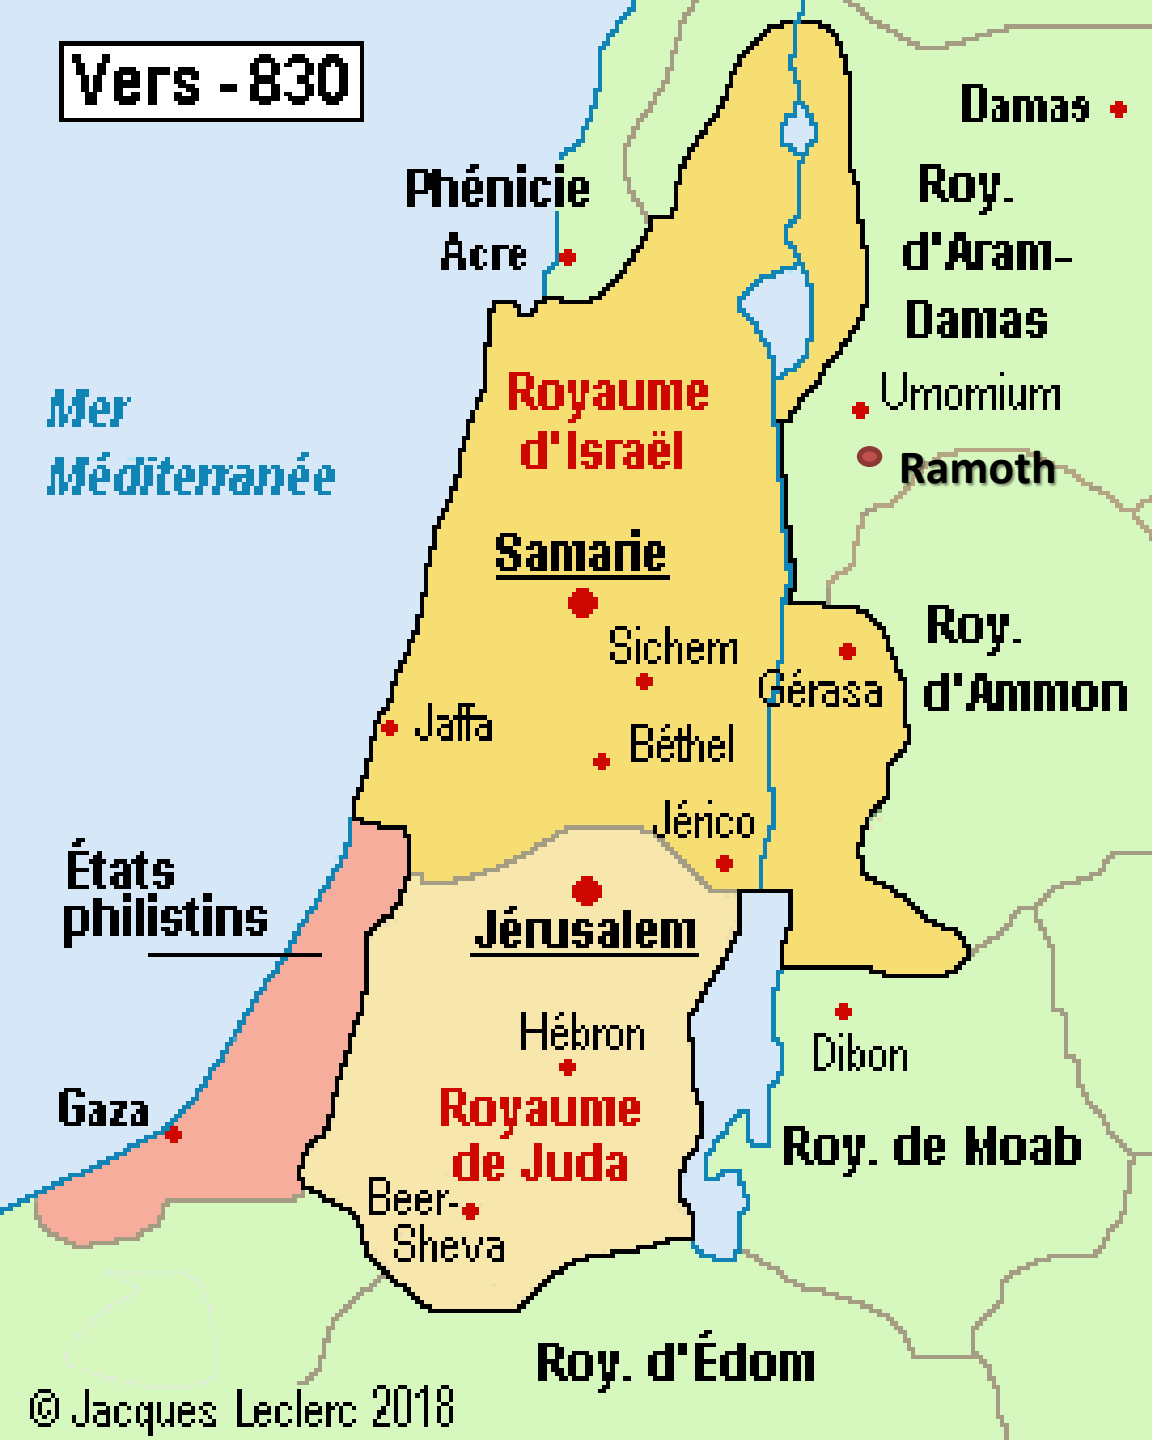 Vers - 830
Damas
Phénicie
Roy.
d'Aram-
Damas
Acre
Umomium
Ramoth
Mer
Méditerranée
Royaume
d'Israël
Samarie
Sichem
Roy.
d'Ammon
Gérasa
Jaffa
Béthel
Jérico
États
philistins
Jérusalem
Hébron
Dibon
Gaza
Royaume
de Juda
Roy. de Moab
Beer-
Sheva
Roy. d'Édom
© Jacques Leclerc 2018